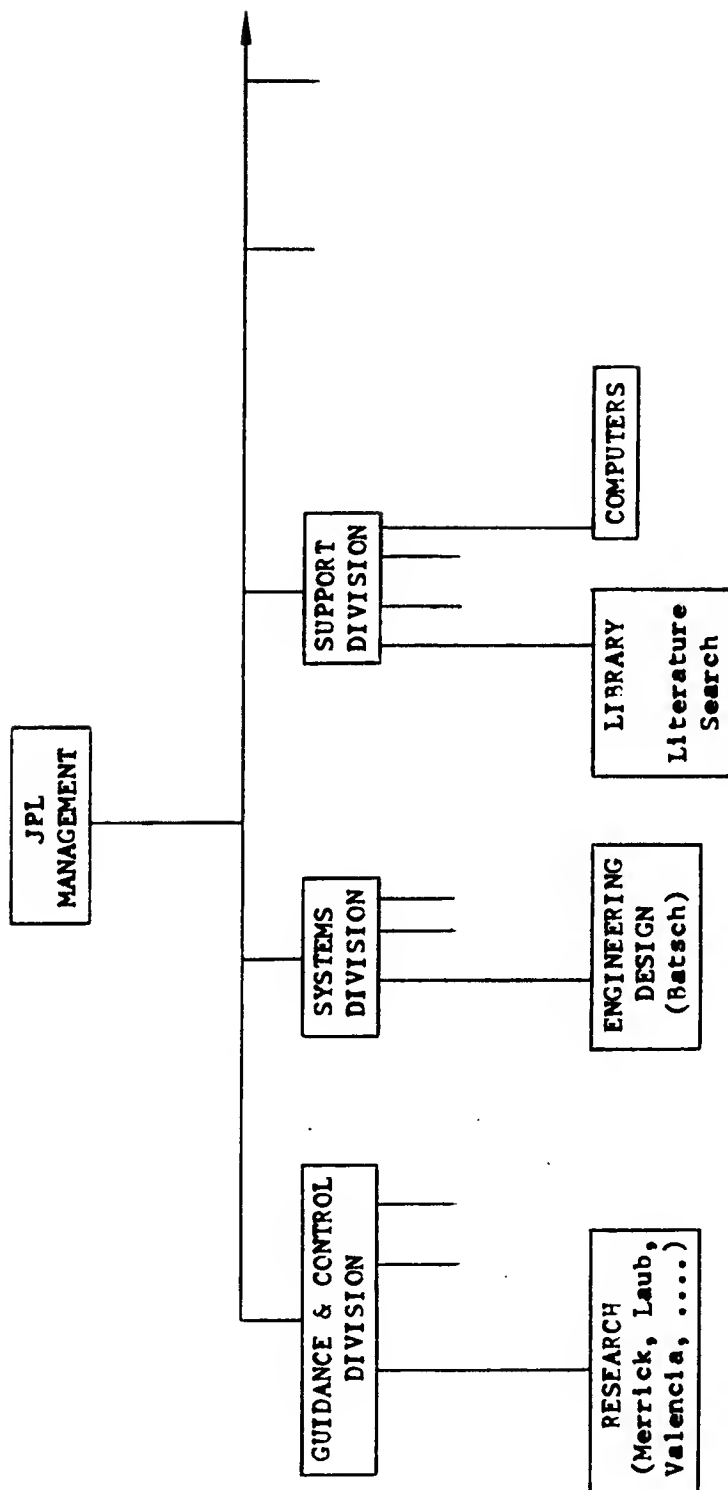 JPL
MANAGEMENT
GUIDANCE & CONTROL
DIVISION
SYSTEMS
DIVISION
SUPPORT
DIVISION
RESEARCH
(Merrick, Laub,
Valencia, ....)
ENGINEERING
DESIGN
(Batsch)
LIBRARY
Literature
Search
COMPUTERS